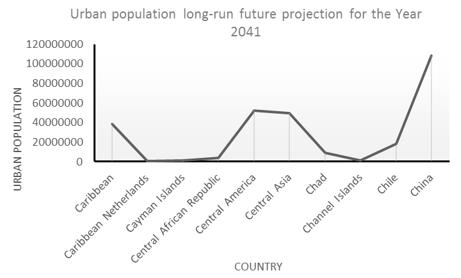 Urban population long-run future projection for the Year
2041
120000000
100000000
80000000
60000000
40000000
20000000
0
URBAN POPULATION
Caribbean
Caribbean Netherlands
Cayman Islands
Central African Republic
Central America
Central Asia
Chad
Channel Islands
Chile
China
COUNTRY